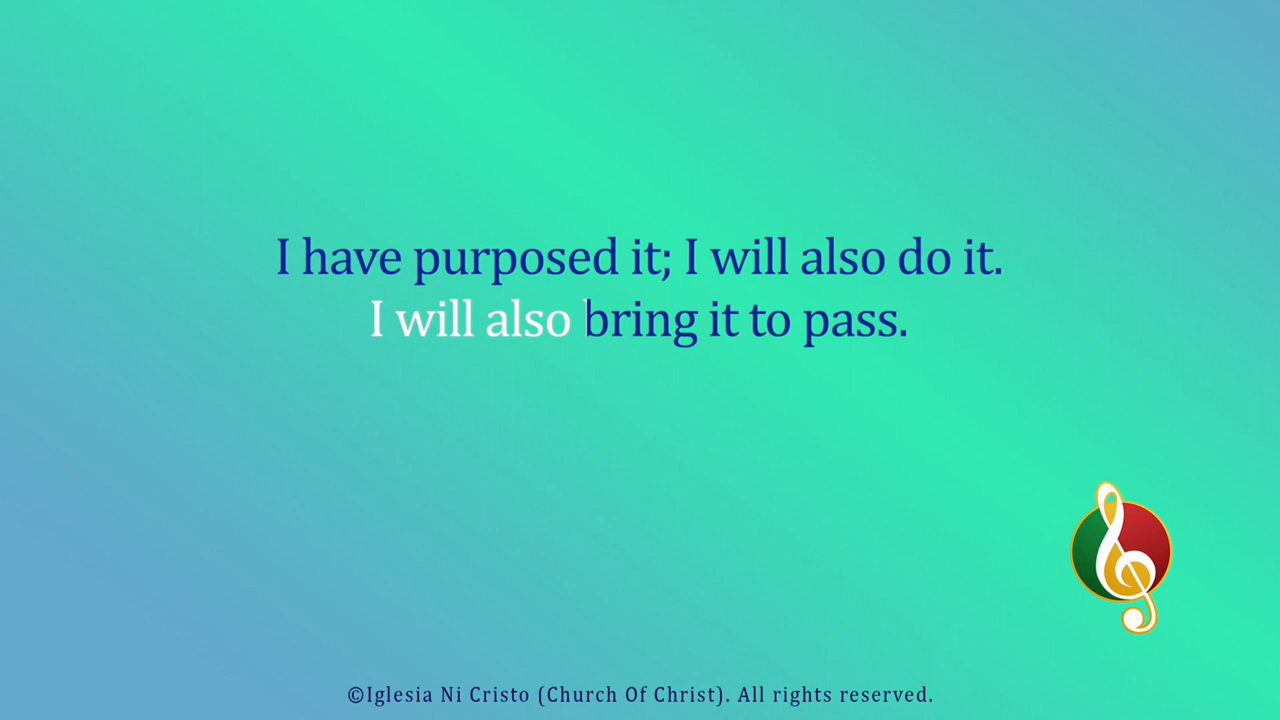 I have purposed it; I will also do it.
I will also bring it to pass.
©Iglesia Ni Cristo (Church Of Christ). All rights reserved.